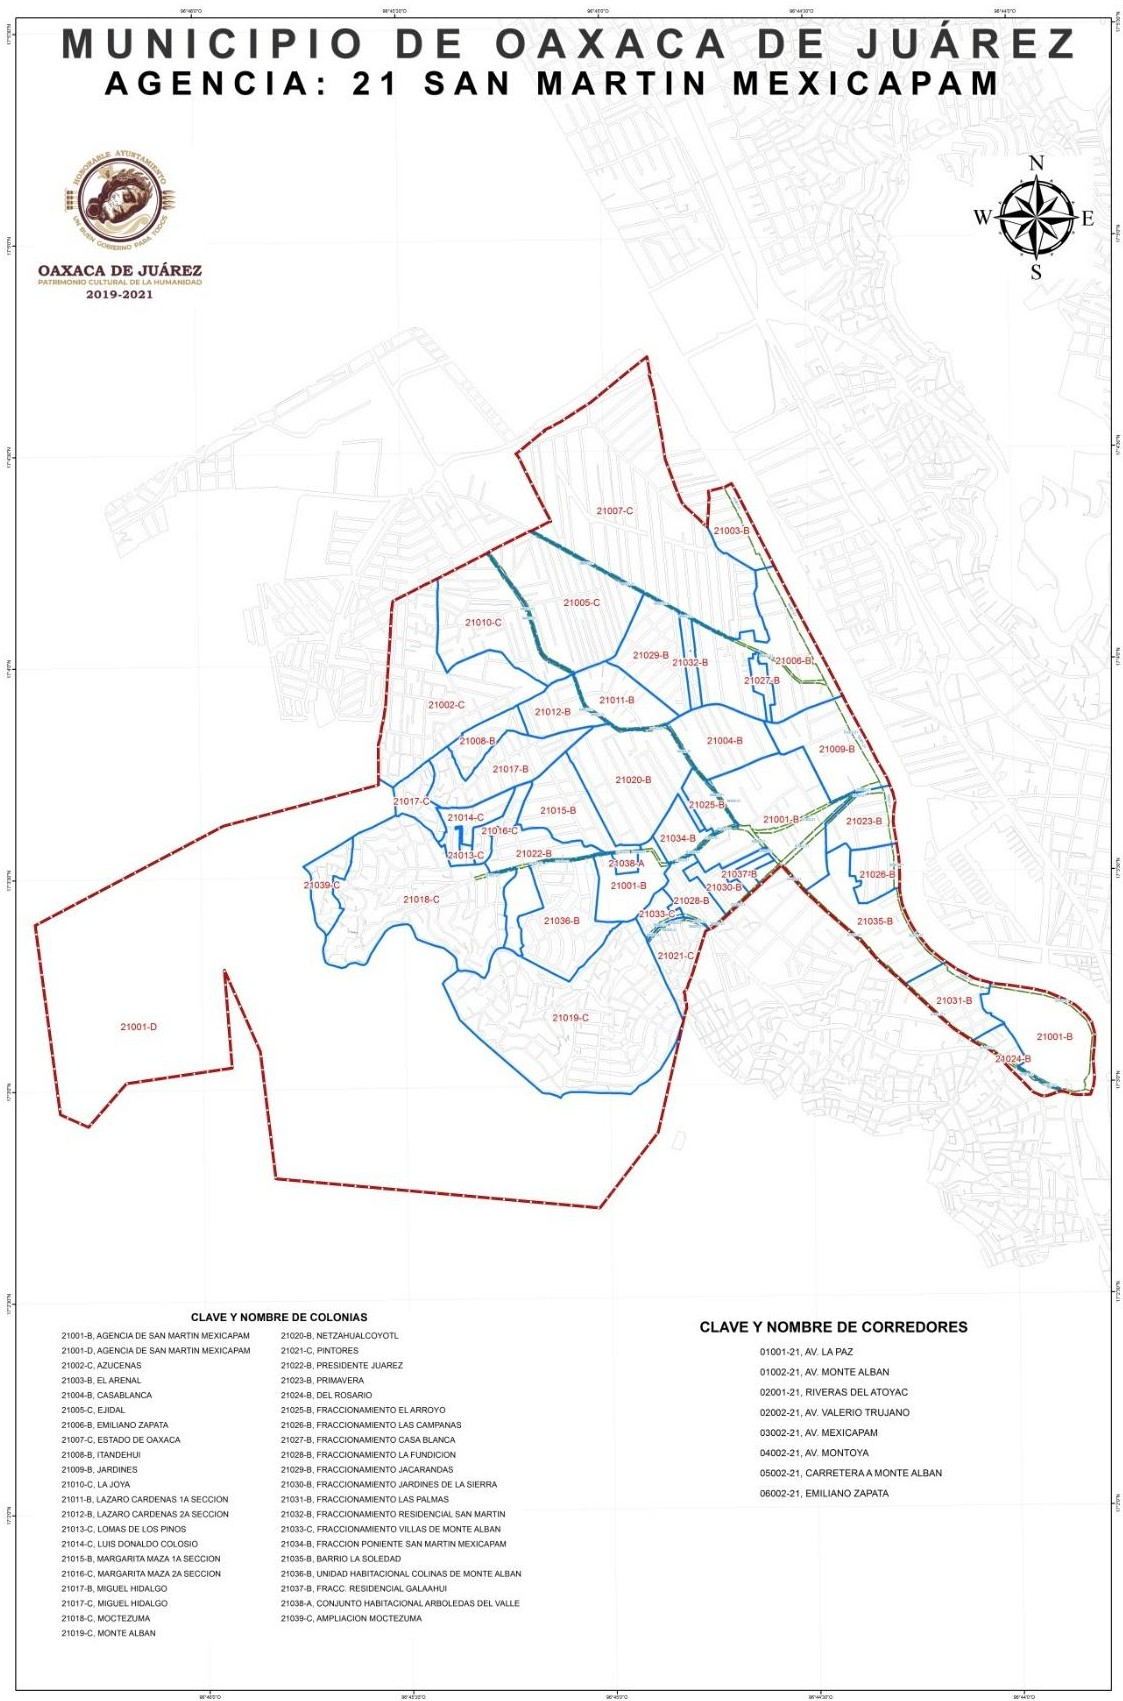 MUNICIPIO DE OAXACA DE JUÁREZ
AGENCIA: 21 SAN MARTIN MEXICAPAM
HONORABLE AYUNTAMIENTO
UN BUEN GOBIERNO PARA TODOS
OAXACA DE JUÁREZ
PATRIMONIO CULTURAL DE LA HUMANIDAD
2019-2021
N
W E
S
21007-C
21003-B
21005-C
21010-C
21029-B
21032-B
21006-B
21027-B
21011-B
21002-C
21012-B
21008-B
21004-B
21009-B
21017-B
21020-B
21017-C
21025-B
21015-B
21014-C
21016-C
21001-B
21023-B
21034-B
21013-C
21022-B
21038-A
21037-B
21026-B
21039-C
21001-B
21030-B
21018-C
21028-B
21033-C
21036-B
21035-B
21021-C
21031-B
21019-C
21001-D
21001-B
21024-B
CLAVE Y NOMBRE DE COLONIAS
21001-B, AGENCIA DE SAN MARTIN MEXICAPAM
21001-D, AGENCIA DE SAN MARTIN MEXICAPAM
21002-C, AZUCENAS
21003-B, EL ARENAL
21004-B, CASABLANCA
21005-C, EJIDAL
21006-B, EMILIANO ZAPATA
21007-C, ESTADO DE OAXACA
21008-B, ITANDEHUI
21009-B, JARDINES
21010-C, LA JOYA
21011-B, LAZARO CARDENAS 1A SECCION
21012-B, LAZARO CARDENAS 2A SECCION
21013-C, LOMAS DE LOS PINOS
21014-C, LUIS DONALDO COLOSIO
21015-B, MARGARITA MAZA 1A SECCION
21016-C, MARGARITA MAZA 2A SECCION
21017-B, MIGUEL HIDALGO
21017-C, MIGUEL HIDALGO
21018-C, MOCTEZUMA
21019-C, MONTE ALBAN
21020-B, NETZAHUALCOYOTL
21021-C, PINTORES
21022-B, PRESIDENTE JUAREZ
21023-B, PRIMAVERA
21024-B, DEL ROSARIO
21025-B, FRACCIONAMIENTO EL ARROYO
21026-B, FRACCIONAMIENTO LAS CAMPANAS
21027-B, FRACCIONAMIENTO CASA BLANCA
21028-B, FRACCIONAMIENTO LA FUNDICION
21029-B, FRACCIONAMIENTO JACARANDAS
21030-B, FRACCIONAMIENTO JARDINES DE LA SIERRA
21031-B, FRACCIONAMIENTO LAS PALMAS
21032-B, FRACCIONAMIENTO RESIDENCIAL SAN MARTIN
21033-C, FRACCIONAMIENTO VILLAS DE MONTE ALBAN
21034-B, FRACCION PONIENTE SAN MARTIN MEXICAPAM
21035-B, BARRIO LA SOLEDAD
21036-B, UNIDAD HABITACIONAL COLINAS DE MONTE ALBAN
21037-B, FRACC. RESIDENCIAL GALAAHUI
21038-A, CONJUNTO HABITACIONAL ARBOLEDAS DEL VALLE
21039-C, AMPLIACION MOCTEZUMA
CLAVE Y NOMBRE DE CORREDORES
01001-21, AV. LA PAZ
01002-21, AV. MONTE ALBAN
02001-21, RIVERAS DEL ATOYAC
02002-21, AV. VALERIO TRUJANO
03002-21, AV. MEXICAPAM
04002-21, AV. MONTOYA
05002-21, CARRETERA A MONTE ALBAN
06002-21, EMILIANO ZAPATA